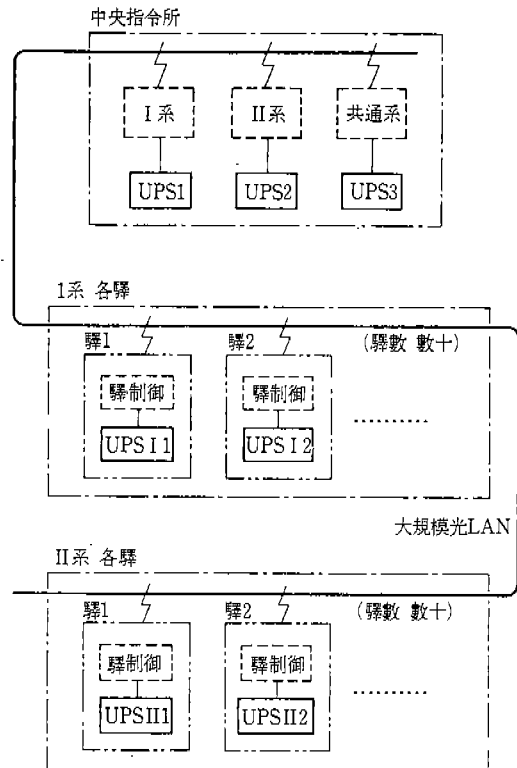 中央指令所
I系 II系 共通系
UPS1 UPS2 UPS3
I系 各驛
驛1 驛2 (驛數 數十)
驛制御 驛制御
UPS I 1 UPS I 2 ………
大規模光LAN
II系 各驛
驛1 驛2 (驛數 數十)
驛制御 驛制御
UPSII1 UPSII2 ………